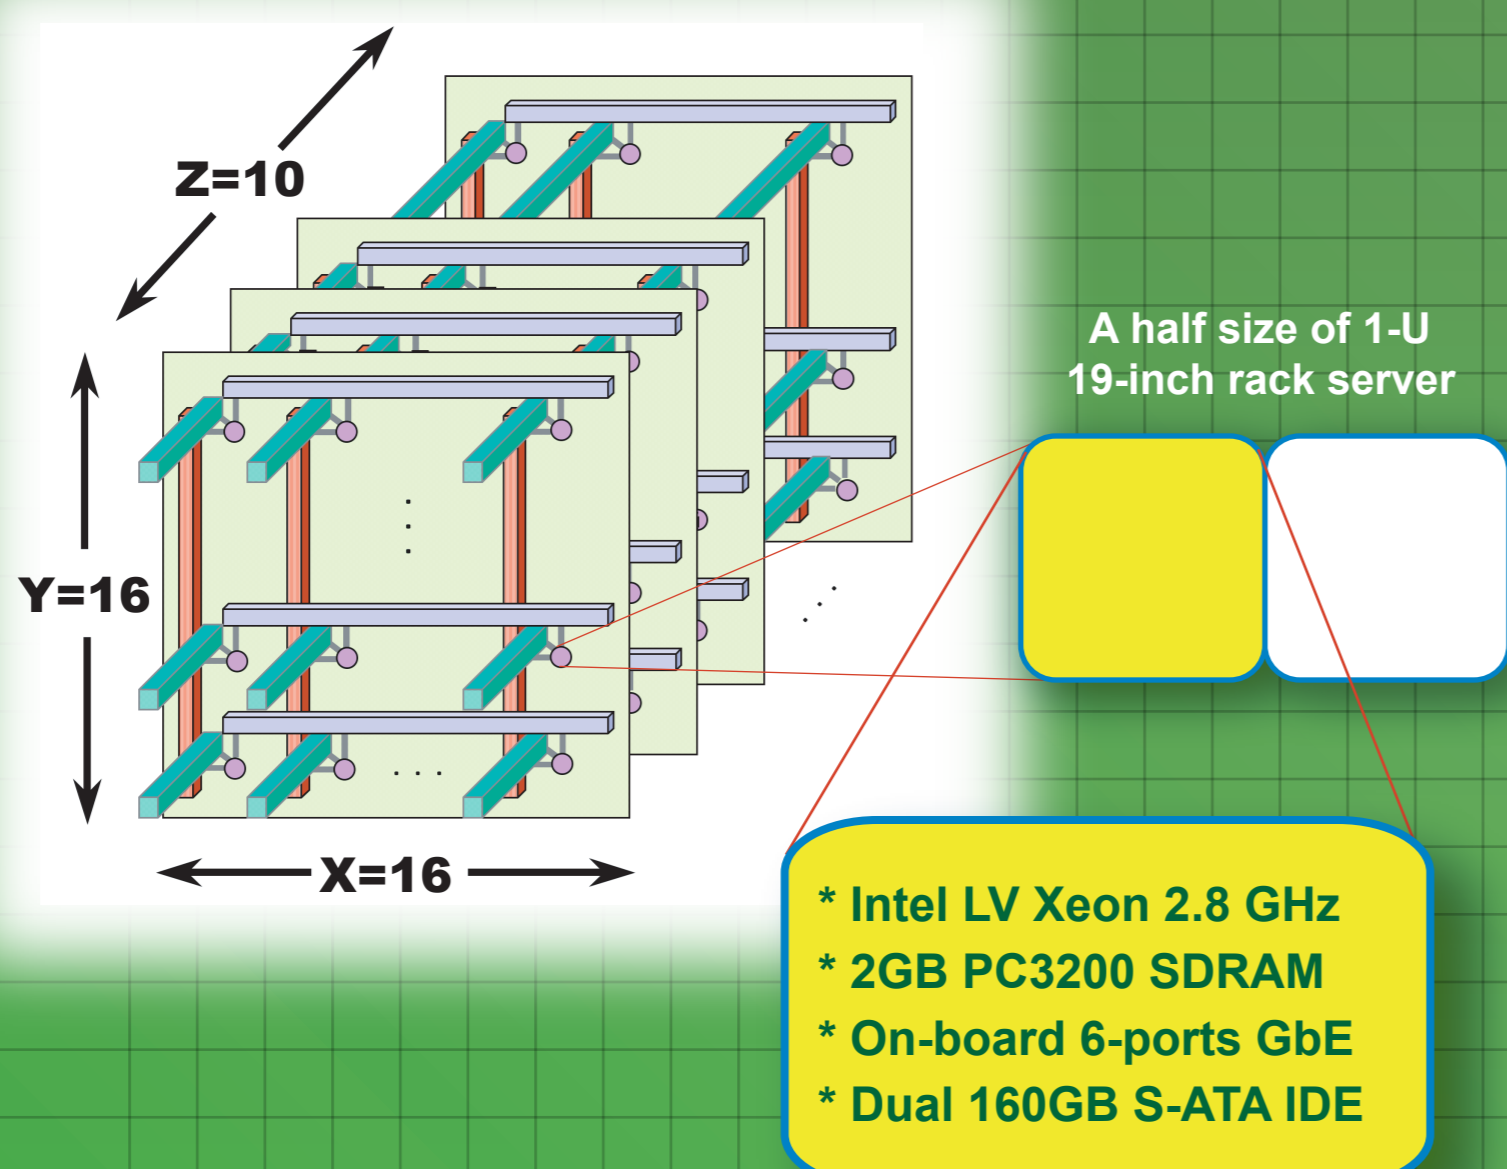 Z=10
Y=16
X=16
A half size of 1-U
19-inch rack server
* Intel LV Xeon 2.8 GHz
* 2GB PC3200 SDRAM
* On-board 6-ports GbE
* Dual 160GB S-ATA IDE